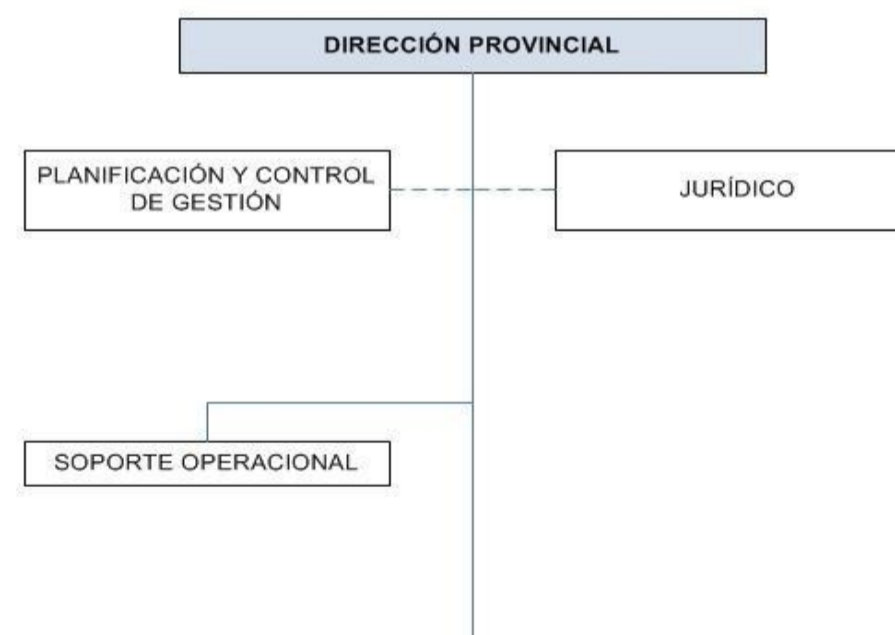 DIRECCIÓN PROVINCIAL
PLANIFICACIÓN Y CONTROL
DE GESTIÓN
JURÍDICO
SOPORTE OPERACIONAL